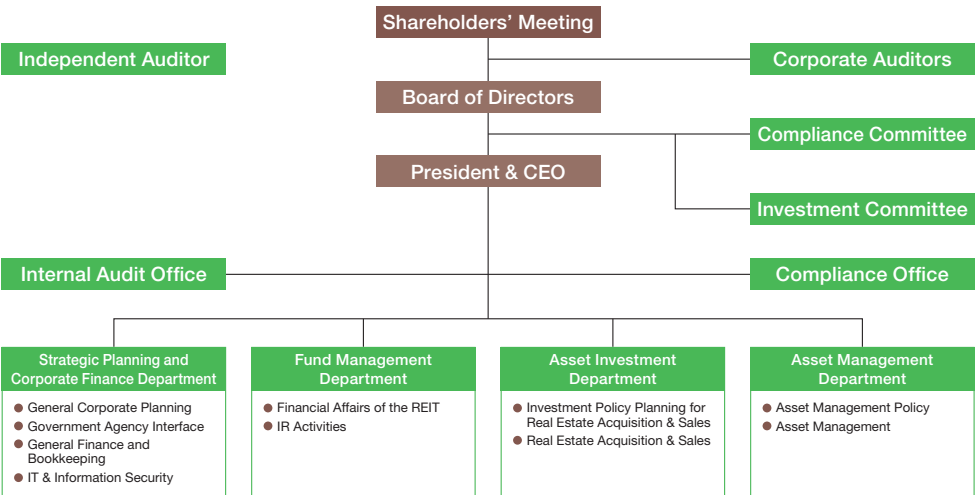 Shareholders' Meeting
Independent Auditor
Corporate Auditors
Board of Directors
Compliance Committee
President & CEO
Investment Committee
Internal Audit Office
Compliance Office
Strategic Planning and
Corporate Finance Department
● General Corporate Planning
● Government Agency Interface
● General Finance and
Bookkeeping
● IT & Information Security
Fund Management
Department
● Financial Affairs of the REIT
● IR Activities
Asset Investment
Department
● Investment Policy Planning for
Real Estate Acquisition & Sales
● Real Estate Acquisition & Sales
Asset Management
Department
● Asset Management Policy
● Asset Management